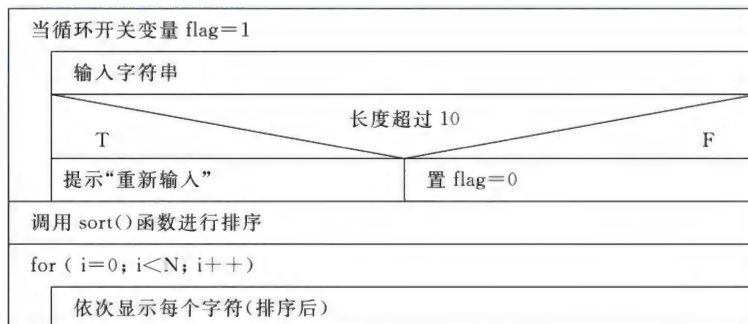 当循环开关变量 flag=1
输入字符串
长度超过 10
T
F
提示“重新输入”
置 flag=0
调用 sort()函数进行排序
for ( i=0; i<N; i++)
依次显示每个字符(排序后)